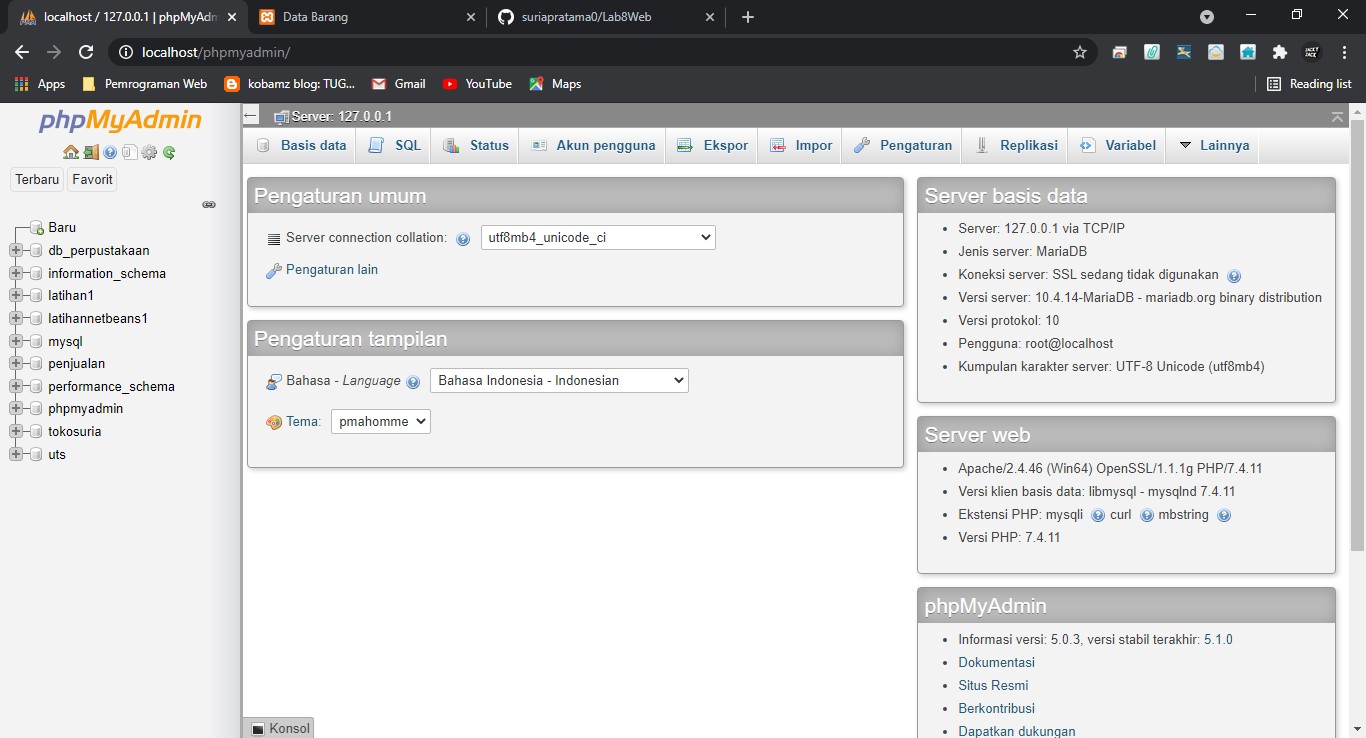 localhost / 127.0.0.1 | phpMyAdm
Data Barang
suriapratama0/Lab8Web
localhost/phpmyadmin/
Apps
Pemrograman Web
kobamz blog: TUG...
Gmail
YouTube
Maps
Reading list
phpMyAdmin
Terbaru
Favorit
Baru
db_perpustakaan
information_schema
latihan1
latihannetbeans1
mysql
penjualan
performance_schema
phpmyadmin
tokosuria
uts
Server: 127.0.0.1
Basis data
SQL
Status
Akun pengguna
Ekspor
Impor
Pengaturan
Replikasi
Variabel
Lainnya
Pengaturan umum
Server connection collation:
utf8mb4_unicode_ci
Pengaturan lain
Pengaturan tampilan
Bahasa - Language
Bahasa Indonesia - Indonesian
Tema:
pmahomme
Server basis data
Server: 127.0.0.1 via TCP/IP
Jenis server: MariaDB
Koneksi server: SSL sedang tidak digunakan
Versi server: 10.4.14-MariaDB - mariadb.org binary distribution
Versi protokol: 10
Pengguna: root@localhost
Kumpulan karakter server: UTF-8 Unicode (utf8mb4)
Server web
Apache/2.4.46 (Win64) OpenSSL/1.1.1g PHP/7.4.11
Versi klien basis data: libmysql - mysqlnd 7.4.11
Ekstensi PHP: mysqli curl mbstring
Versi PHP: 7.4.11
phpMyAdmin
Informasi versi: 5.0.3, versi stabil terakhir: 5.1.0
Dokumentasi
Situs Resmi
Berkontribusi
Dapatkan dukungan
Konsol